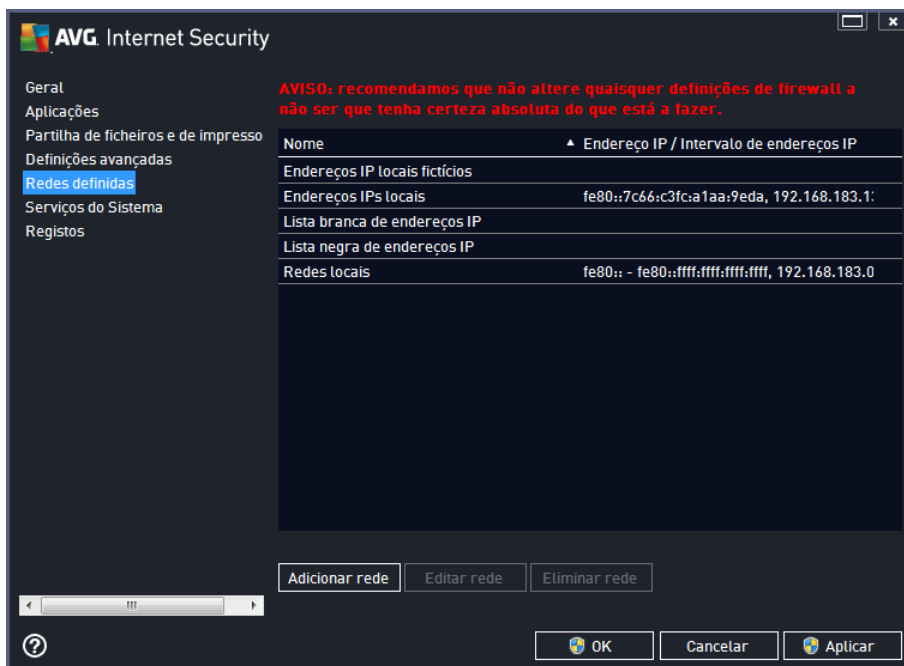 AVG. Internet Security
Geral
Aplicações
Partilha de ficheiros e de impresso
Definições avançadas
Redes definidas
Serviços do Sistema
Registos
AVISO: recomendamos que não altere quaisquer definições de firewall a
não ser que tenha certeza absoluta do que está a fazer.
Nome Endereço IP / Intervalo de endereços IP
Endereços IP locais fictícios
Endereços IPs locais fe80::7c66:c3fc:a1aa:9eda, 192.168.183.13
Lista branca de endereços IP
Lista negra de endereços IP
Redes locais fe80:: - fe80::ffff:ffff:ffff:ffff, 192.168.183.0
Adicionar rede Editar rede Eliminar rede
OK Cancelar Aplicar